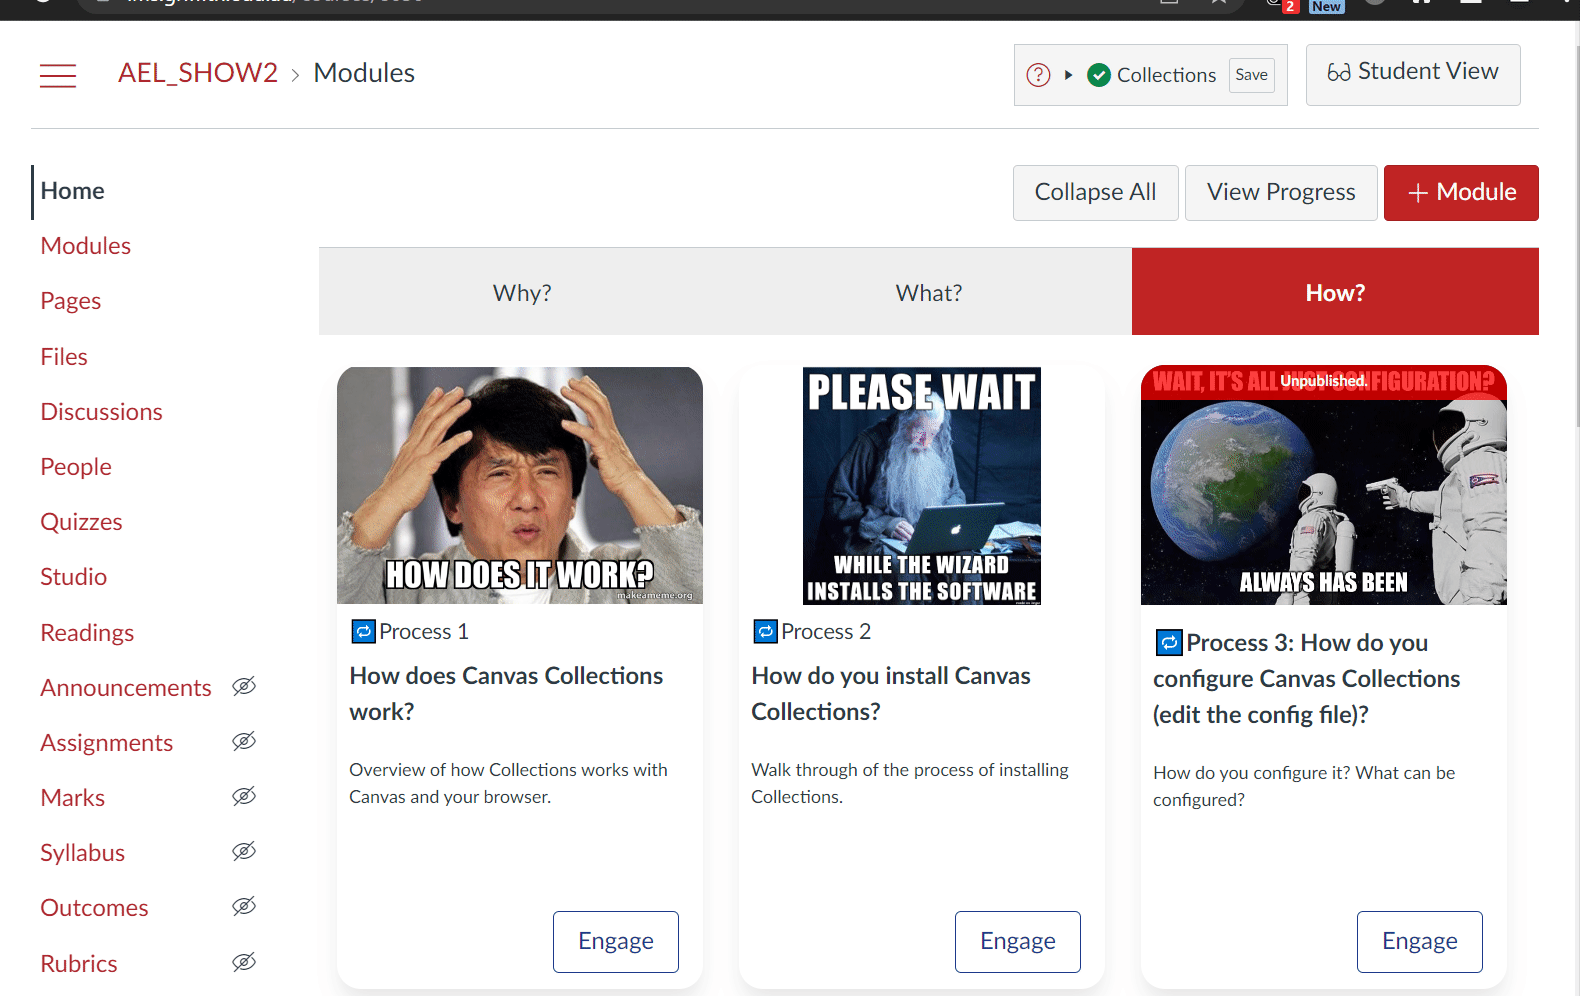 2
New
AEL_SHOW2 > Modules
Collections
Save
Student View
Home
Modules
Pages
Files
Discussions
People
Quizzes
Studio
Readings
Announcements
Assignments
Marks
Syllabus
Outcomes
Rubrics
Collapse All
View Progress
+ Module
Why?
What?
How?
HOW DOES IT WORK?
makeameme.org
Process 1
How does Canvas Collections
work?
Overview of how Collections works with
Canvas and your browser.
Engage
PLEASE WAIT
WHILE THE WIZARD
INSTALLS THE SOFTWARE
Process 2
How do you install Canvas
Collections?
Walk through of the process of installing
Collections.
Engage
WAIT, IT'S ALL JUST CONFIGURATION?
Unpublished.
ALWAYS HAS BEEN
Process 3: How do you
configure Canvas Collections
(edit the config file)?
How do you configure it? What can be
configured?
Engage